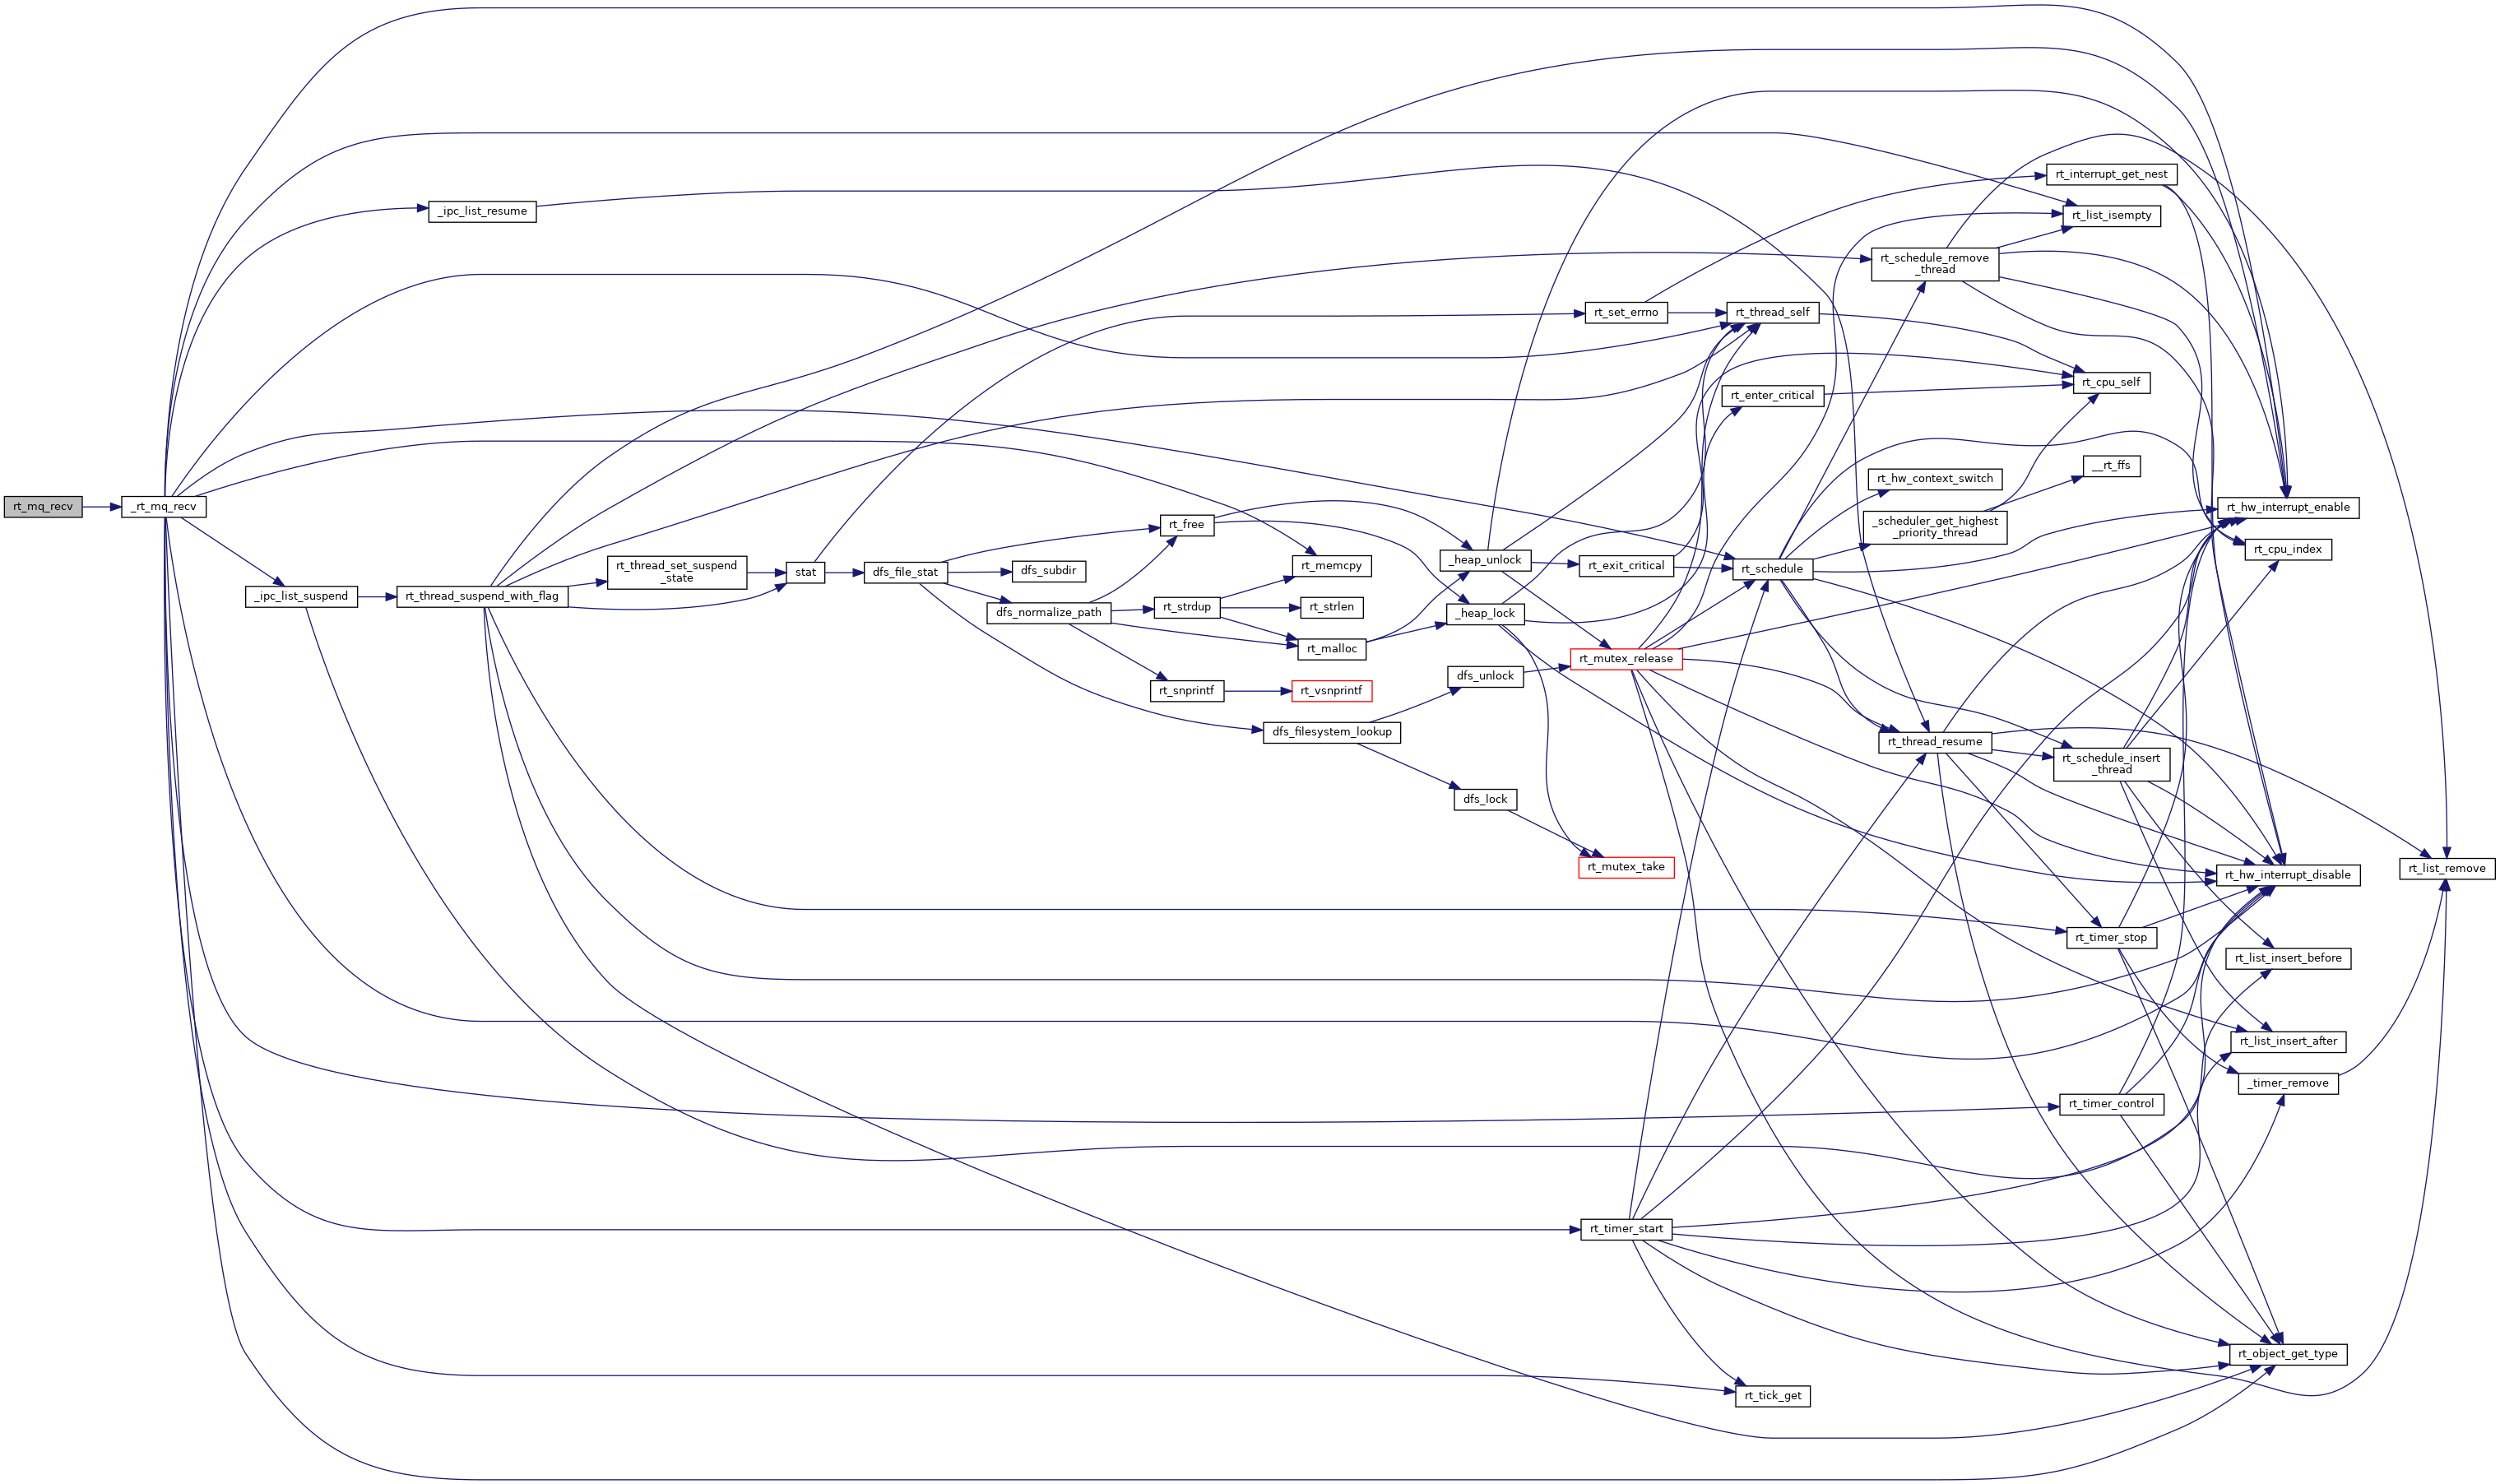 rt_mq_recv
_rt_mq_recv
_ipc_list_resume
_ipc_list_suspend
rt_thread_suspend_with_flag
rt_thread_set_suspend
_state
stat
dfs_file_stat
dfs_subdir
dfs_normalize_path
rt_free
rt_strdup
rt_snprintf
rt_memcpy
rt_strlen
rt_malloc
rt_vsnprintf
dfs_filesystem_lookup
_heap_unlock
_heap_lock
dfs_unlock
dfs_lock
rt_set_errno
rt_exit_critical
rt_mutex_release
rt_mutex_take
rt_timer_start
rt_thread_self
rt_enter_critical
rt_schedule
rt_tick_get
rt_schedule_remove
_thread
rt_hw_context_switch
_scheduler_get_highest
_priority_thread
rt_thread_resume
rt_interrupt_get_nest
rt_list_isempty
rt_cpu_self
__rt_ffs
rt_schedule_insert
_thread
rt_timer_stop
rt_timer_control
rt_hw_interrupt_enable
rt_cpu_index
rt_hw_interrupt_disable
rt_list_insert_before
rt_list_insert_after
_timer_remove
rt_object_get_type
rt_list_remove